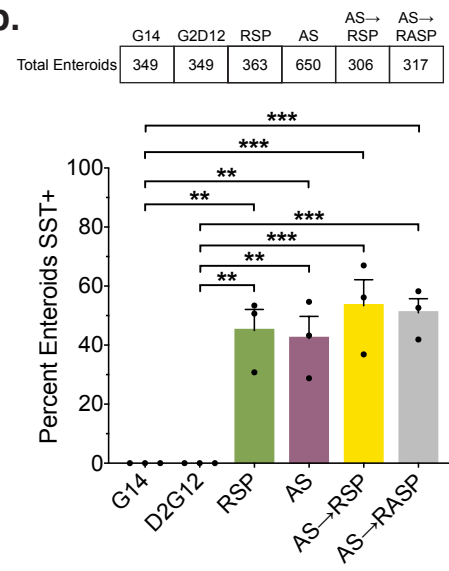 b.
G14 G2D12 RSP AS AS→RSP AS→RASP
Total Enteroids 349 349 363 650 306 317
***
***
**
**
***
***
**
**
Percent Enteroids SST+
100
80
60
40
20
0
G14 D2G12 RSP AS AS→RSP AS→RASP